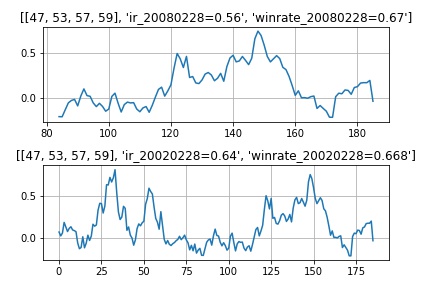 [[47, 53, 57, 59], 'ir_20080228=0.56', 'winrate_20080228=0.67']
0.5
0.0
80 100 120 140 160 180
[[47, 53, 57, 59], 'ir_20020228=0.64', 'winrate_20020228=0.668']
0.5
0.0
0 25 50 75 100 125 150 175